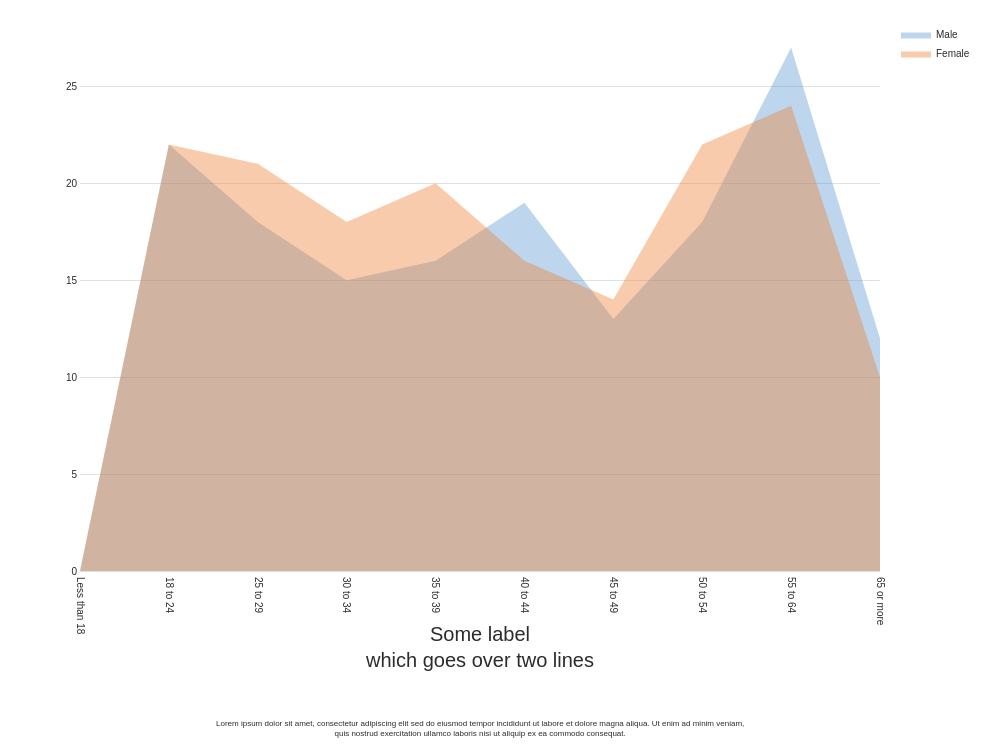 Male
Female
25
20
15
10
5
0
Less than 18
18 to 24
25 to 29
30 to 34
35 to 39
40 to 44
45 to 49
50 to 54
55 to 64
65 or more
Some label
which goes over two lines
Lorem ipsum dolor sit amet, consectetur adipiscing elit sed do eiusmod tempor incididunt ut labore et dolore magna aliqua. Ut enim ad minim veniam,
quis nostrud exercitation ullamco laboris nisi ut aliquip ex ea commodo consequat.